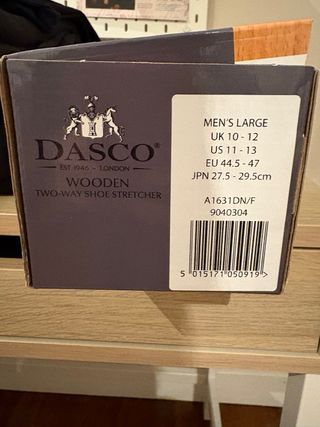 DASCO®
EST 1946 - LONDON
WOODEN
TWO-WAY SHOE STRETCHER
MEN'S LARGE
UK 10 - 12
US 11 - 13
EU 44.5 - 47
JPN 27.5 - 29.5cm
A1631DN/F
9040304
5 015171 050919 >